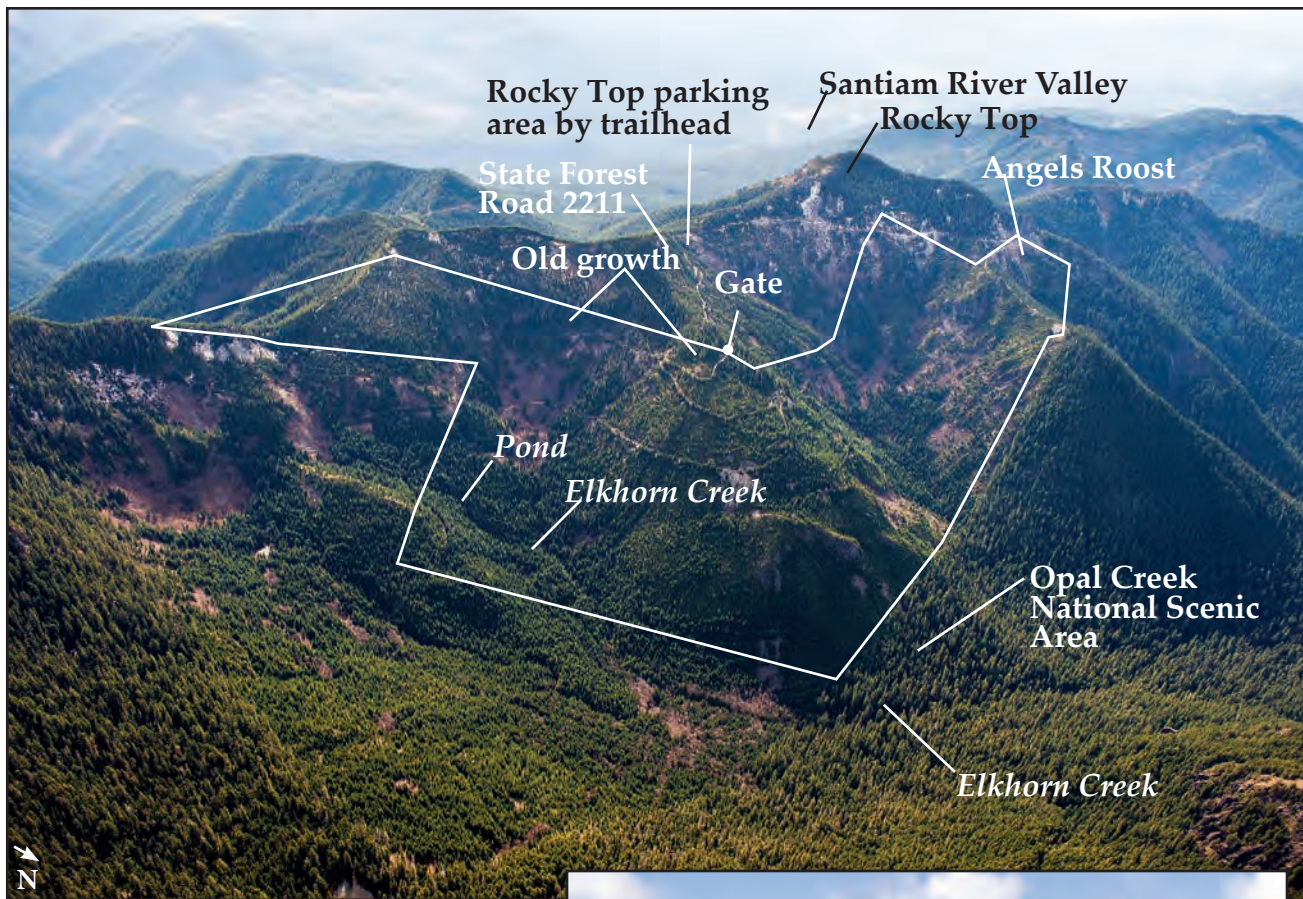 Santiam River Valley
Rocky Top parking
area by trailhead
Rocky Top
State Forest
Road 2211
Angels Roost
Old growth
Gate
Pond
Elkhorn Creek
Opal Creek
National Scenic
Area
Elkhorn Creek
N